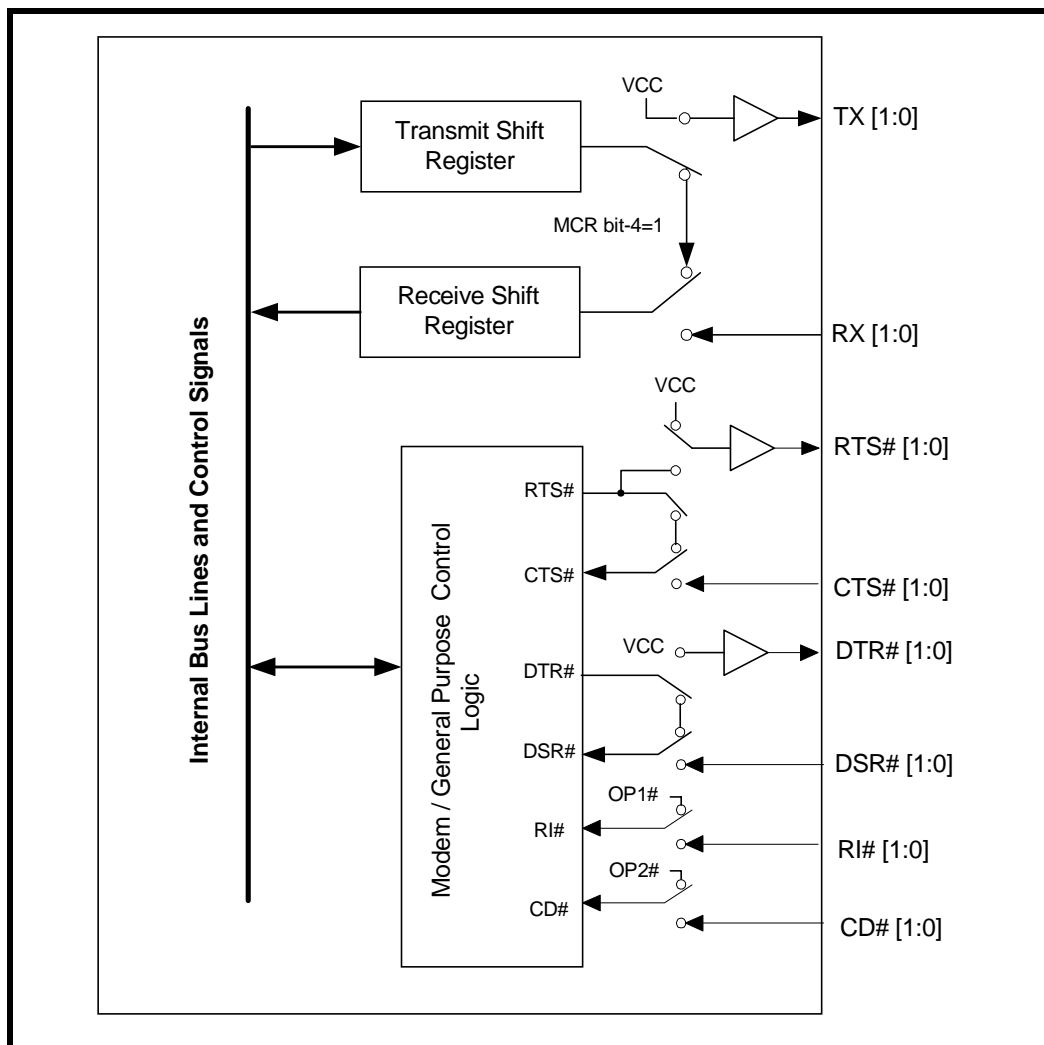 VCC
TX [1:0]
Transmit Shift
Register
MCR bit-4=1
Receive Shift
Register
RX [1:0]
Internal Bus Lines and Control Signals
VCC
RTS# [1:0]
RTS#
CTS#
CTS# [1:0]
Modem / General Purpose Control
Logic
VCC
DTR# [1:0]
DTR#
DSR#
DSR# [1:0]
OP1#
RI#
RI# [1:0]
OP2#
CD#
CD# [1:0]